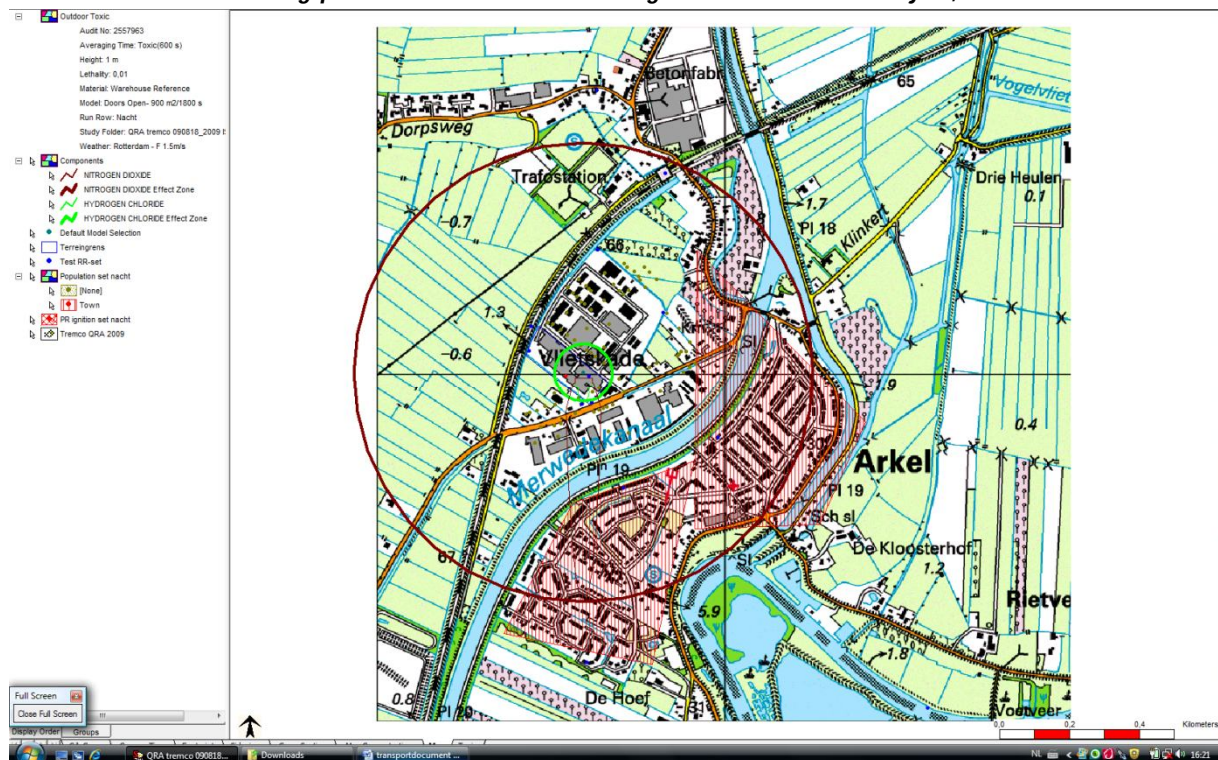 Outdoor Toxic
Audit No: 2557963
Averaging Time: Toxic(600 s)
Height: 1 m
Lethality: 0,01
Material: Warehouse Reference
Model: Doors Open- 900 m2/1800 s
Run Row: Nacht
Study Folder: QRA tremco 090818_2009
Weather: Rotterdam - F 1.5m/s
Components
NITROGEN DIOXIDE
NITROGEN DIOXIDE Effect Zone
HYDROGEN CHLORIDE
HYDROGEN CHLORIDE Effect Zone
Default Model Selection
Terreingrens
Test RR-set
Population set nacht
[None]
Town
PR ignition set nacht
Tremco QRA 2009
Betonfabr.
65
Vogelvliet
Dorpsweg
Trafostation
Drie Heulen
0.1
-0.7
1.7
Pl 18
Klinkert
66
1.3
-0.6
Vlietskade
Sl
1.9
0.4
Merwedekanaal
30
Pl 19
Arkel
Pl 19
Sch sl
De Kloosterhof
1.2
67
Sl
Rietve
5.9
1.8
0.8
De Hoef
Voetveer
Full Screen
Close Full Screen
Display Order
Groups
0,0
0,2
0,4
Kilometers
QRA tremco 090818...
Downloads
transportdocument ...
NL
16:21